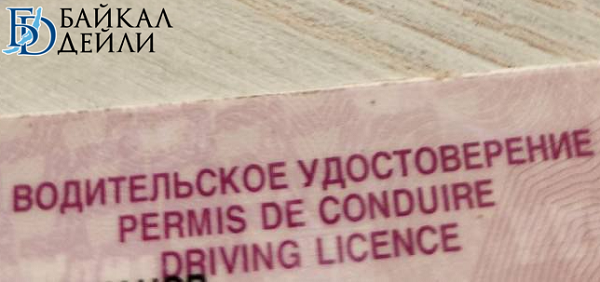 БАЙКАЛ
ДЕЙЛИ
ВОДИТЕЛЬСКОЕ УДОСТОВЕРЕНИЕ
PERMIS DE CONDUIRE
DRIVING LICENCE